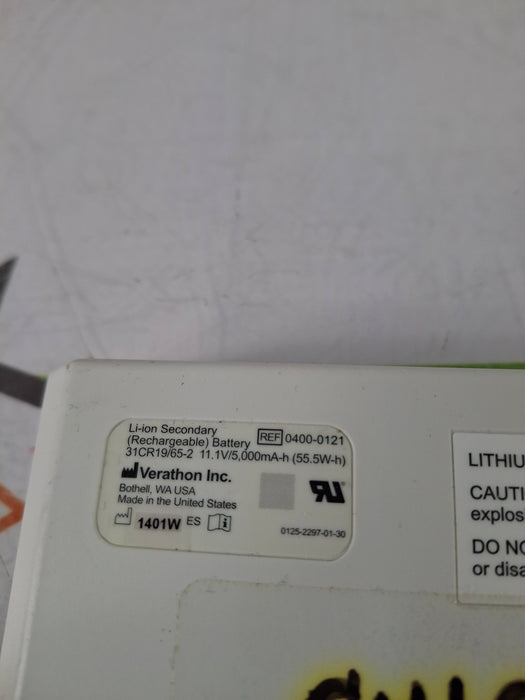 Li-ion Secondary
(Rechargeable) Battery REF 0400-0121
31CR19/65-2 11.1V/5,000mA-h (55.5W-h)
Verathon Inc.
Bothell, WA USA
Made in the United States
1401W ES
0125-2297-01-30
LITHIU
CAUTI
explos
DO NO
or disa